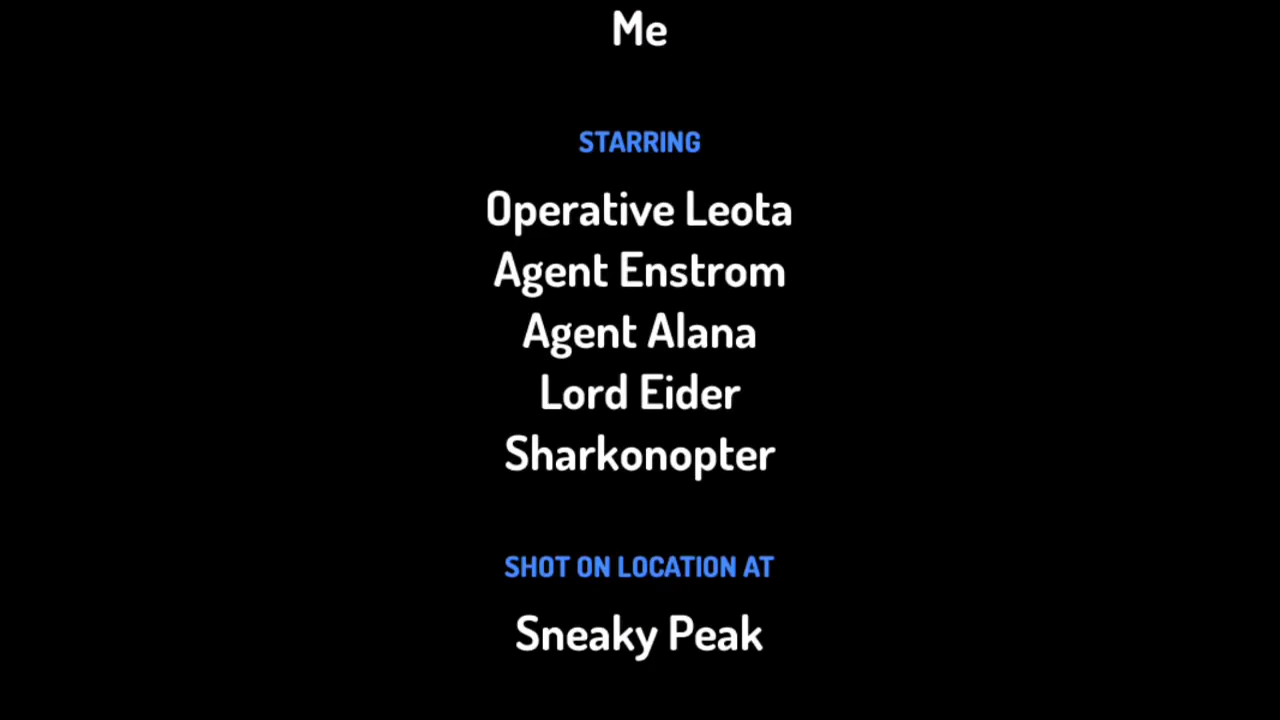 Me
STARRING
Operative Leota
Agent Enstrom
Agent Alana
Lord Eider
Sharkonopter
SHOT ON LOCATION AT
Sneaky Peak